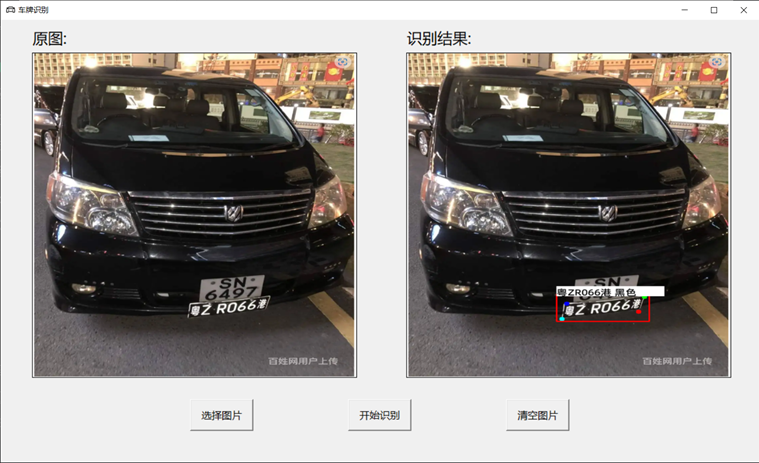 车牌识别
原图:
识别结果:
SN
6497
粤Z R066港
百姓网用户上传
粤ZR066港 黑色
粤Z R066港
百姓网用户上传
选择图片
开始识别
清空图片